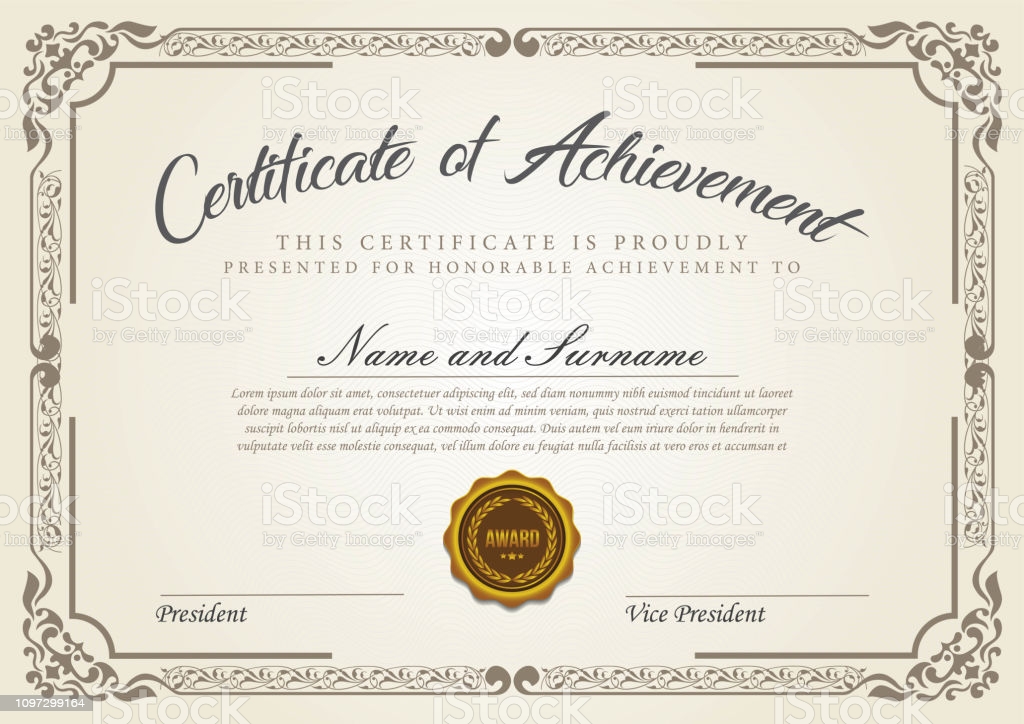 Certificate of Achievement
THIS CERTIFICATE IS PROUDLY
PRESENTED FOR HONORABLE ACHIEVEMENT TO
Name and Surname
Lorem ipsum dolor sit amet, consectetuer adipiscing elit, sed diam nonummy nibh euismod tincidunt ut laoreet
dolore magna aliquam erat volutpat. Ut wisi enim ad minim veniam, quis nostrud exerci tation ullamcorper
suscipit lobortis nisl ut aliquip ex ea commodo consequat. Duis autem vel eum iriure dolor in hendrerit in
vulputate velit esse molestie consequat, vel illum dolore eu feugiat nulla facilisis at vero eros et accumsan et
AWARD
President
Vice President
iStock
by Getty Images™
1097299164